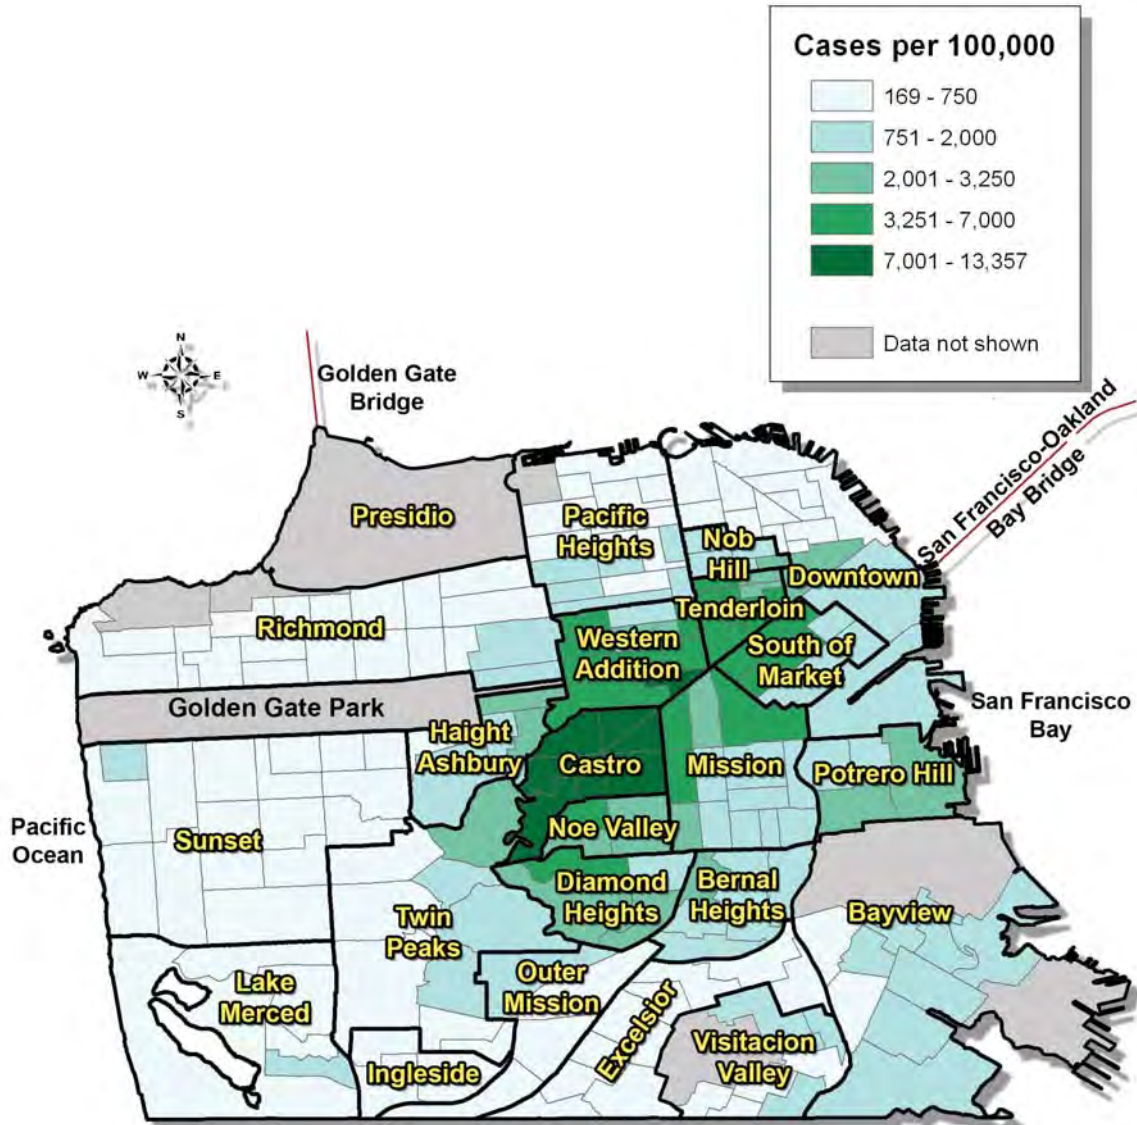 Cases per 100,000
169 - 750
751 - 2,000
2,001 - 3,250
3,251 - 7,000
7,001 - 13,357
Data not shown
N
W
E
S
Golden Gate
Bridge
San Francisco-Oakland
Bay Bridge
Presidio
Pacific
Heights
Nob
Hill
Downtown
Tenderloin
Richmond
Western
Addition
South of
Market
Golden Gate Park
San Francisco
Bay
Haight
Ashbury
Castro
Mission
Potrero Hill
Pacific
Ocean
Sunset
Noe Valley
Diamond
Heights
Bernal
Heights
Bayview
Twin
Peaks
Lake
Merced
Outer
Mission
Excelsior
Visitacion
Valley
Ingleside